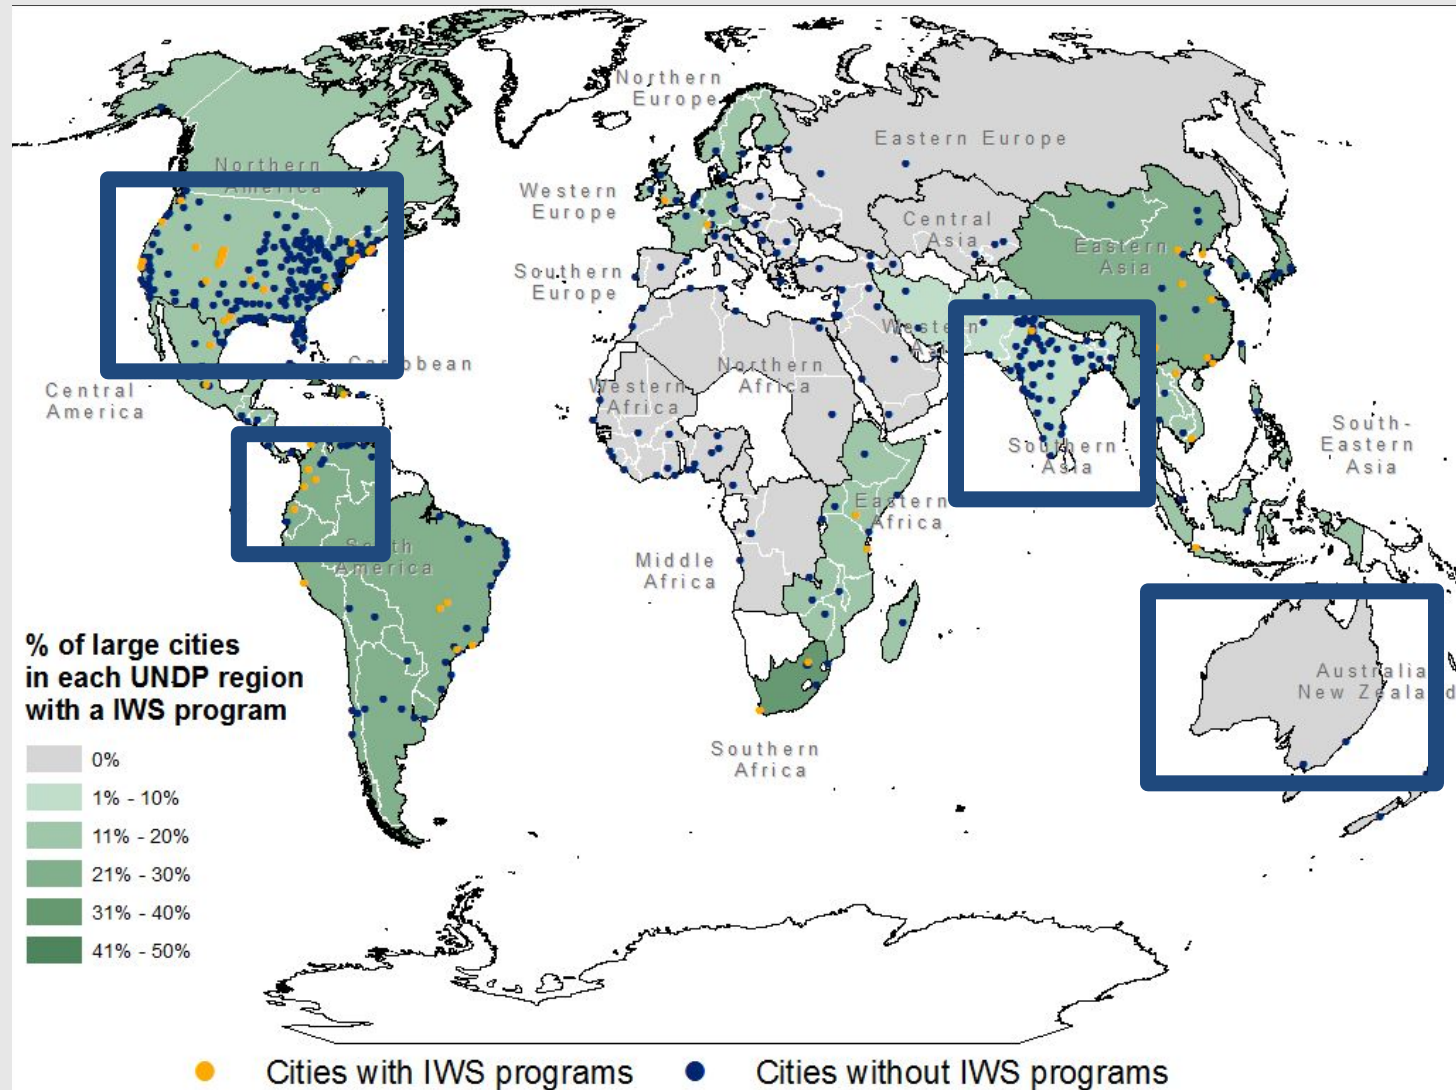 Northern
Europe
Eastern Europe
Northern
America
Western
Europe
Central
Asia
Eastern
Asia
Southern
Europe
Western
Asia
Caribbean
Northern
Africa
Western
Africa
Central
America
South-
Eastern
Asia
Southern
Asia
Eastern
Africa
South
America
Middle
Africa
Australia
New Zealand
Southern
Africa
% of large cities
in each UNDP region
with a IWS program
0%
1% - 10%
11% - 20%
21% - 30%
31% - 40%
41% - 50%
Cities with IWS programs
Cities without IWS programs